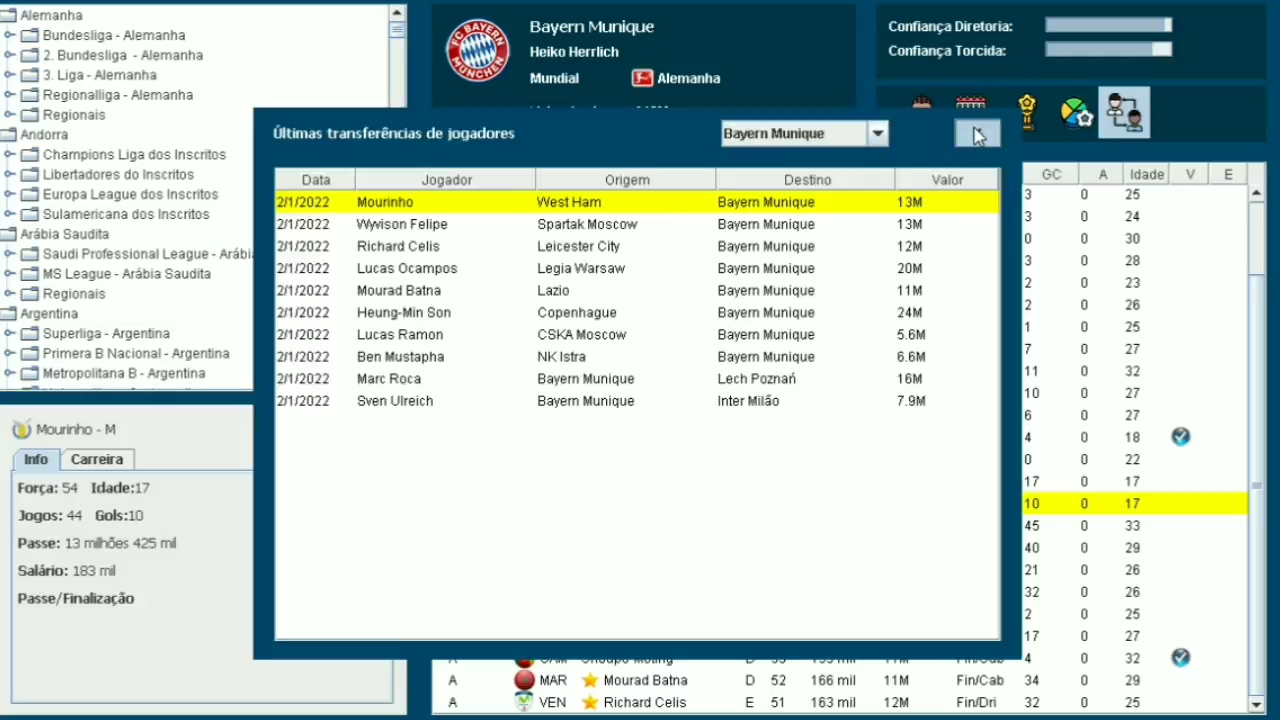 Alemanha
Bundesliga - Alemanha
2. Bundesliga - Alemanha
3. Liga - Alemanha
Regionalliga - Alemanha
Regionais
Andorra
Champions Liga dos Inscritos
Libertadores do Inscritos
Europa League dos Inscritos
Sulamericana dos Inscritos
Arábia Saudita
Saudi Professional League - Arábi
MS League - Arábia Saudita
Regionais
Argentina
Superliga - Argentina
Primera B Nacional - Argentina
Metropolitana B - Argentina
FC BAYERN MÜNCHEN
Bayern Munique
Heiko Herrlich
Mundial Alemanha
Confiança Diretoria:
Confiança Torcida:
Últimas transferências de jogadores Bayern Munique
Data Jogador Origem Destino Valor
2/1/2022 Mourinho West Ham Bayern Munique 13M
2/1/2022 Wyvison Felipe Spartak Moscow Bayern Munique 13M
2/1/2022 Richard Celis Leicester City Bayern Munique 12M
2/1/2022 Lucas Ocampos Legia Warsaw Bayern Munique 20M
2/1/2022 Mourad Batna Lazio Bayern Munique 11M
2/1/2022 Heung-Min Son Copenhague Bayern Munique 24M
2/1/2022 Lucas Ramon CSKA Moscow Bayern Munique 5.6M
2/1/2022 Ben Mustapha NK Istra Bayern Munique 6.6M
2/1/2022 Marc Roca Bayern Munique Lech Poznań 16M
2/1/2022 Sven Ulreich Bayern Munique Inter Milão 7.9M
GC A Idade V E
3 0 25
3 0 24
0 0 30
3 0 28
2 0 23
2 0 26
1 0 25
7 0 27
11 0 32
10 0 27
6 0 27
4 0 18
0 0 22
17 0 17
10 0 17
45 0 33
40 0 29
21 0 26
32 0 26
2 0 25
17 0 27
4 0 32
A MAR Mourad Batna D 52 166 mil 11M Fin/Cab 34 0 29
A VEN Richard Celis E 51 163 mil 12M Fin/Dri 32 0 25
Mourinho - M
Info Carreira
Força: 54 Idade:17
Jogos: 44 Gols:10
Passe: 13 milhões 425 mil
Salário: 183 mil
Passe/Finalização